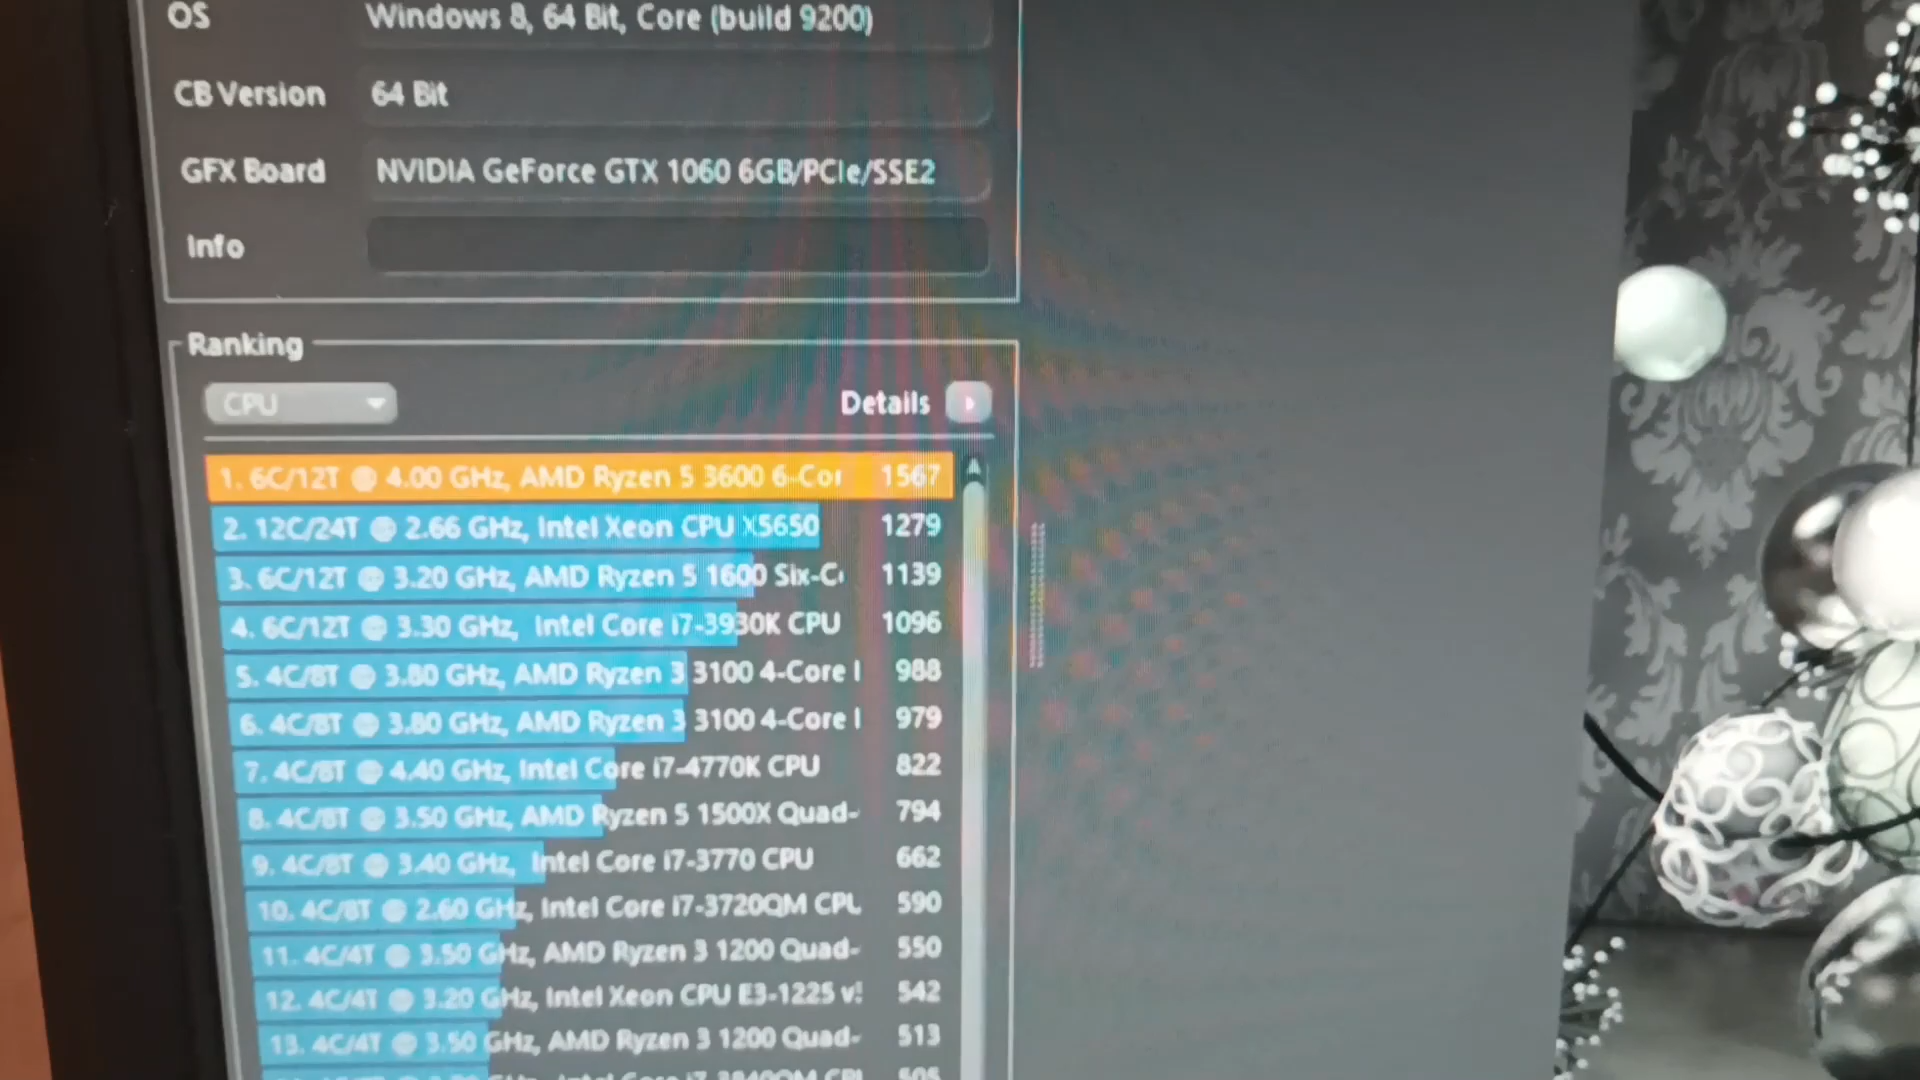 OS Windows 8, 64 Bit, Core (build 9200)
CB Version 64 Bit
GFX Board NVIDIA GeForce GTX 1060 6GB/PCIe/SSE2
Info
Ranking
CPU Details
1. 6C/12T @ 4.00 GHz, AMD Ryzen 5 3600 6-Cor 1567
2. 12C/24T @ 2.66 GHz, Intel Xeon CPU X5650 1279
3. 6C/12T @ 3.20 GHz, AMD Ryzen 5 1600 Six-C 1139
4. 6C/12T @ 3.30 GHz, Intel Core i7-3930K CPU 1096
5. 4C/8T @ 3.80 GHz, AMD Ryzen 3 3100 4-Core 988
6. 4C/8T @ 3.80 GHz, AMD Ryzen 3 3100 4-Core 979
7. 4C/8T @ 4.40 GHz, Intel Core i7-4770K CPU 822
8. 4C/8T @ 3.50 GHz, AMD Ryzen 5 1500X Quad- 794
9. 4C/8T @ 3.40 GHz, Intel Core i7-3770 CPU 662
10. 4C/8T @ 2.60 GHz, Intel Core i7-3720QM CPU 590
11. 4C/4T @ 3.50 GHz, AMD Ryzen 3 1200 Quad- 550
12. 4C/4T @ 3.20 GHz, Intel Xeon CPU E3-1225 v 542
13. 4C/4T @ 3.50 GHz, AMD Ryzen 3 1200 Quad- 513